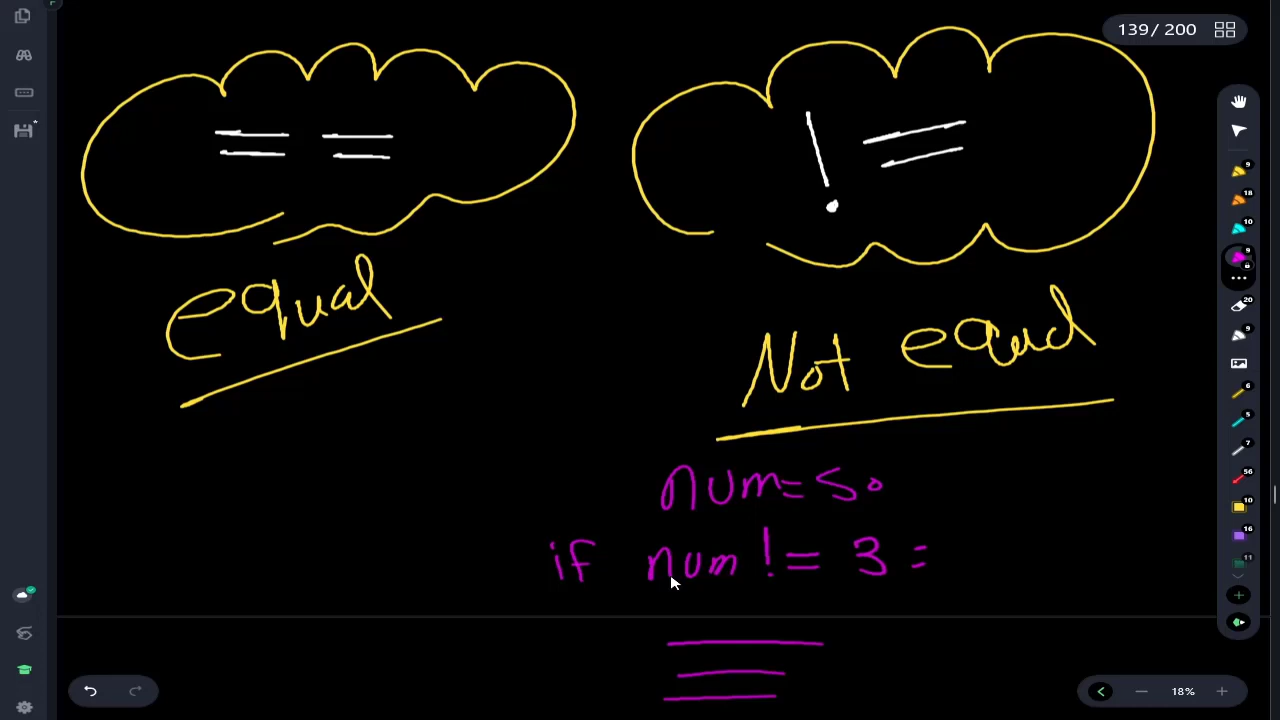 139/ 200
== !=
equal
Not equal
num=50
if num != 3 =
18%